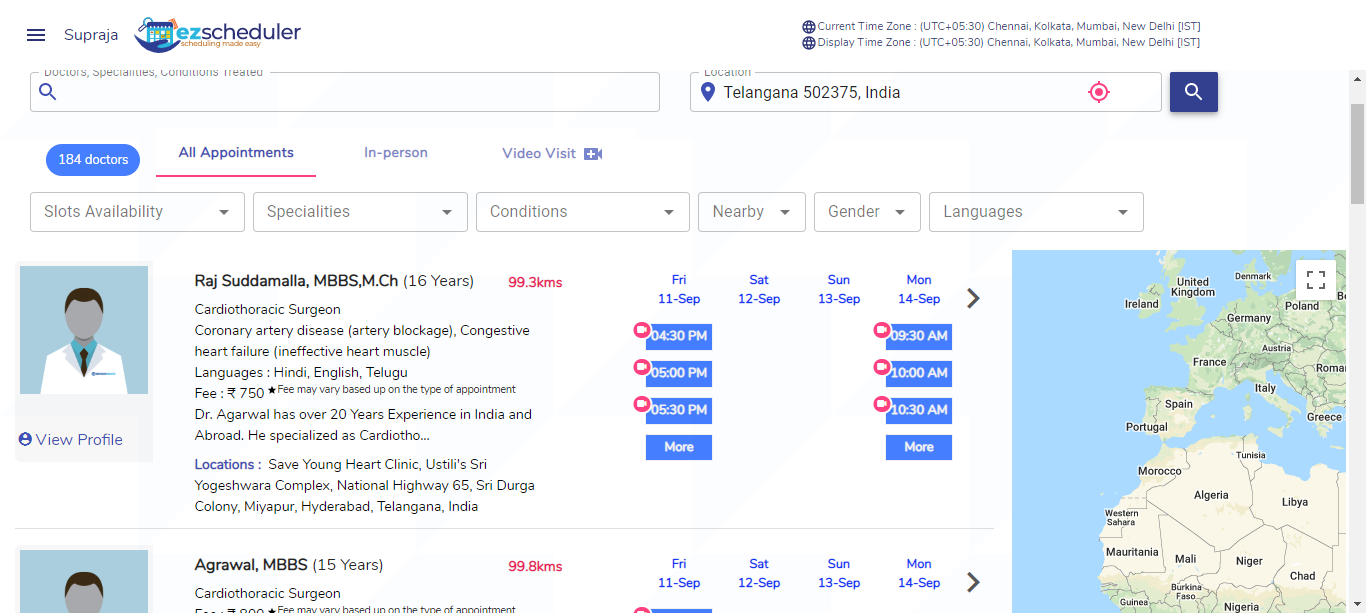 Supraja
ezscheduler
scheduling made easy
Current Time Zone : (UTC+05:30) Chennai, Kolkata, Mumbai, New Delhi [IST]
Display Time Zone : (UTC+05:30) Chennai, Kolkata, Mumbai, New Delhi [IST]
Doctors, Specialities, Conditions Treated
Location
Telangana 502375, India
184 doctors
All Appointments
In-person
Video Visit
Slots Availability
Specialities
Conditions
Nearby
Gender
Languages
Raj Suddamalla, MBBS,M.Ch (16 Years)
99.3kms
Cardiothoracic Surgeon
Coronary artery disease (artery blockage), Congestive
heart failure (ineffective heart muscle)
Languages : Hindi, English, Telugu
Fee : ₹ 750 ★Fee may vary based up on the type of appointment
Dr. Agarwal has over 20 Years Experience in India and
Abroad. He specialized as Cardiotho...
Locations : Save Young Heart Clinic, Ustili's Sri
Yogeshwara Complex, National Highway 65, Sri Durga
Colony, Miyapur, Hyderabad, Telangana, India
View Profile
Fri
11-Sep
Sat
12-Sep
Sun
13-Sep
Mon
14-Sep
04:30 PM
05:00 PM
05:30 PM
More
09:30 AM
10:00 AM
10:30 AM
More
Agrawal, MBBS (15 Years)
99.8kms
Cardiothoracic Surgeon
Fee : ₹ 800 ★Fee may vary based up on the type of appointment
Fri
11-Sep
Sat
12-Sep
Sun
13-Sep
Mon
14-Sep
United
Kingdom
Denmark
Ireland
Poland
Germany
Austria
France
Italy
Spain
Portugal
Greece
Tunisia
Morocco
Algeria
Libya
Western
Sahara
Mauritania
Mali
Niger
Chad
Burkina
Faso
Guinea
Nigeria